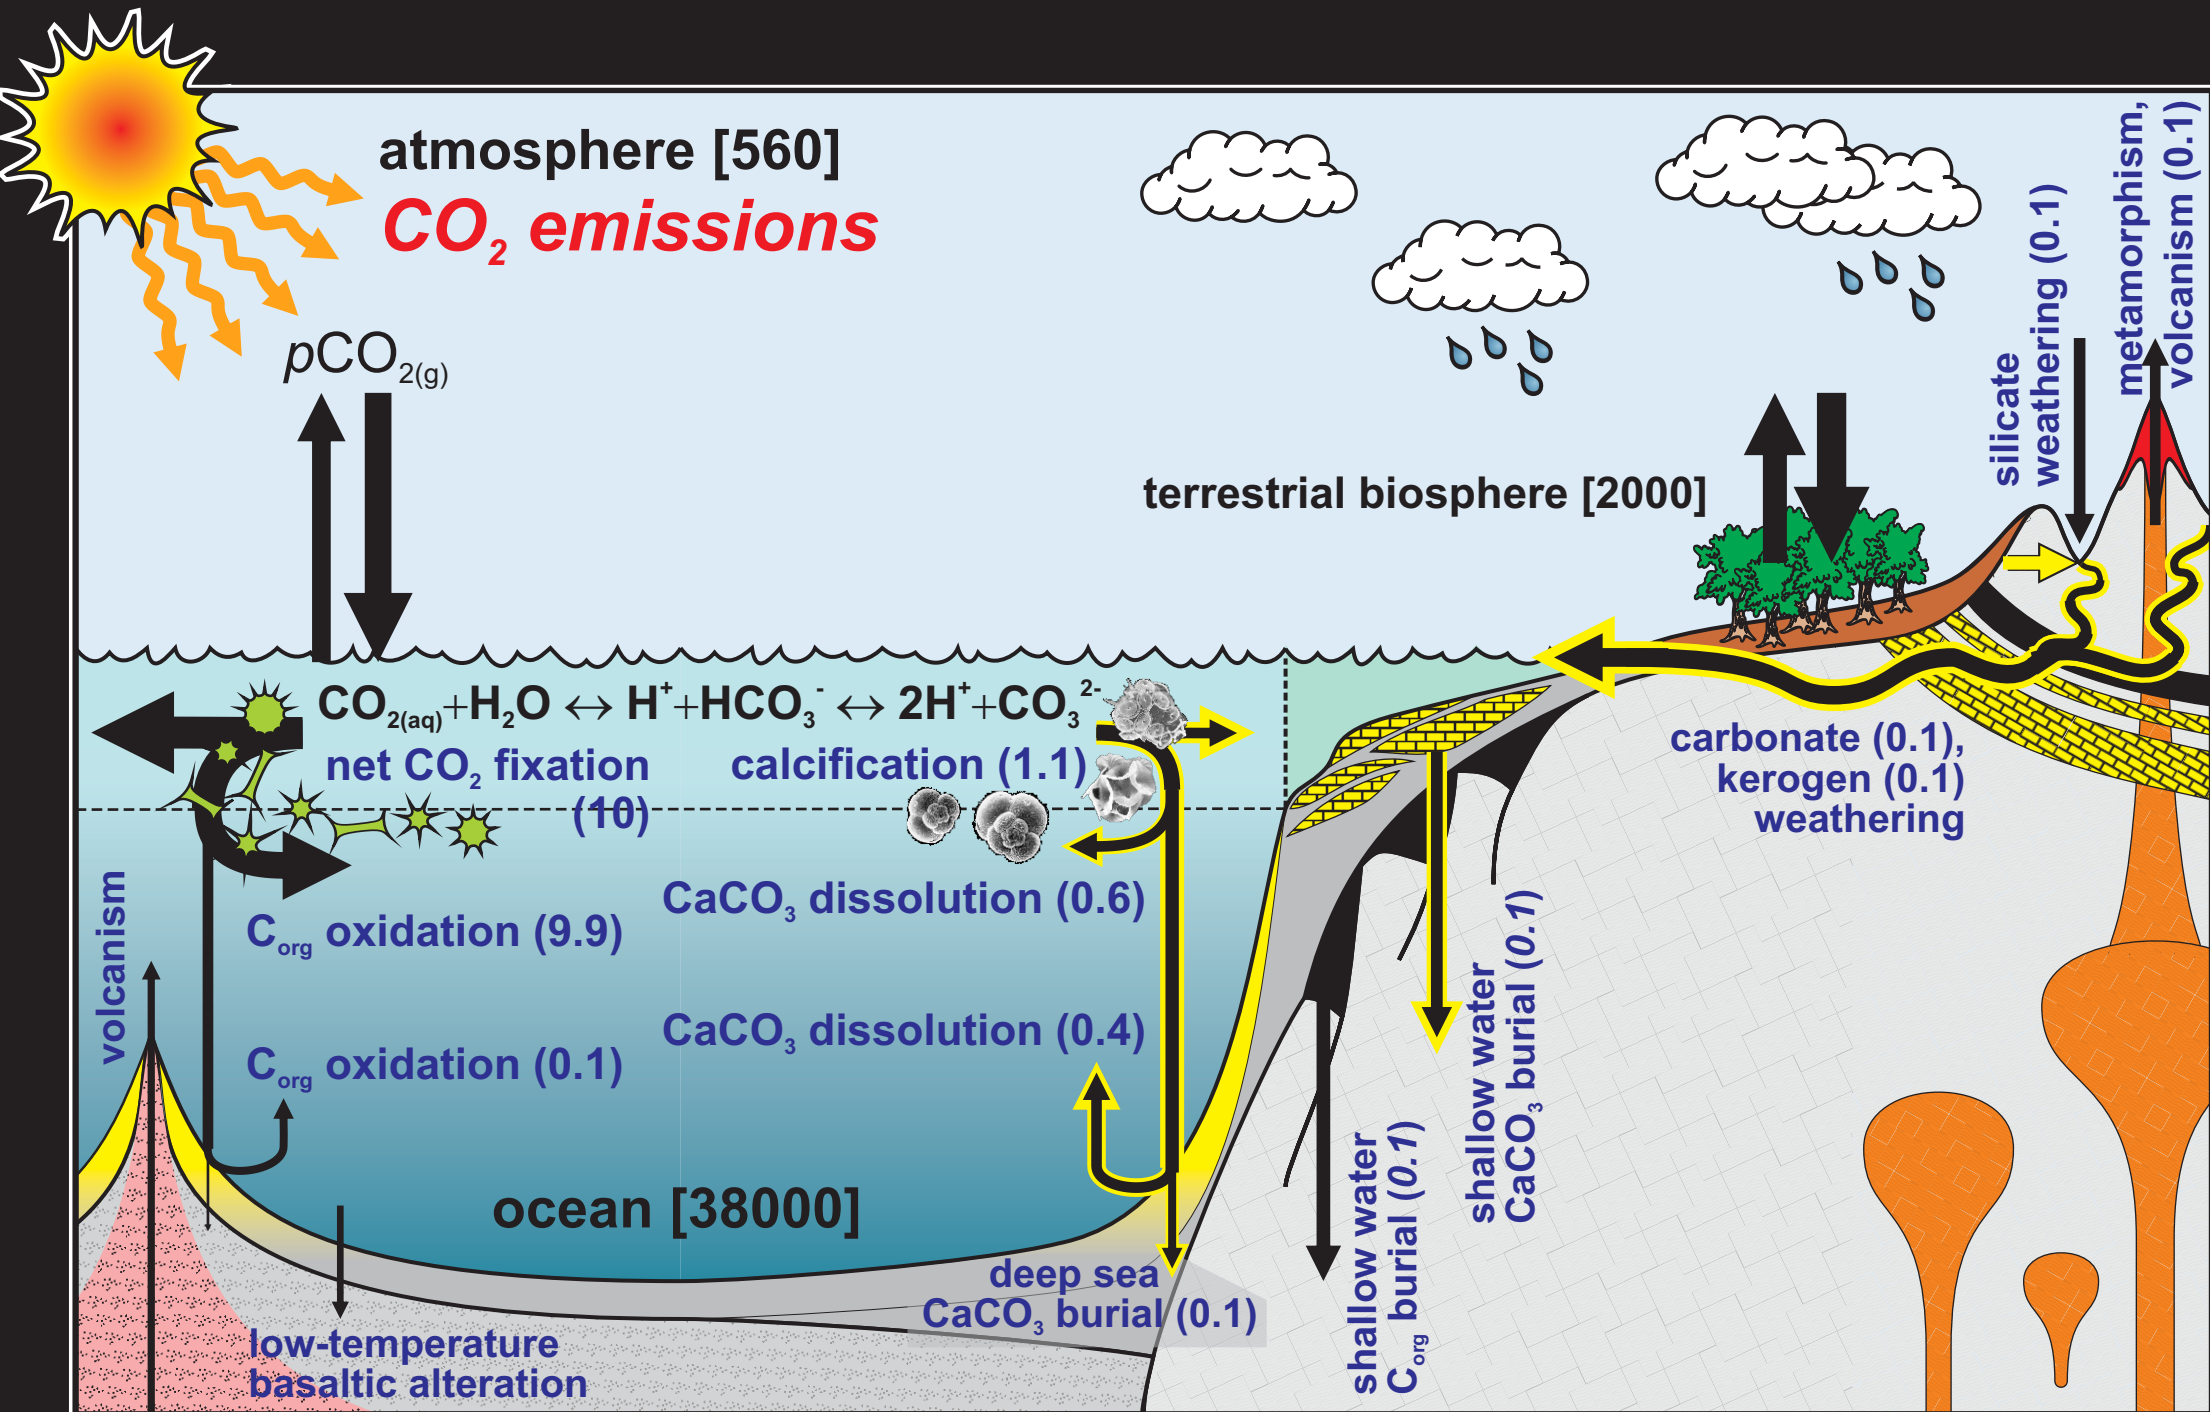 atmosphere [560]
CO₂ emissions
pCO₂(g)
terrestrial biosphere [2000]
silicate
weathering (0.1)
metamorphism,
volcanism (0.1)
CO₂(aq)+H₂O ↔ H⁺+HCO₃⁻ ↔ 2H⁺+CO₃²⁻
net CO₂ fixation
(10)
calcification (1.1)
carbonate (0.1),
kerogen (0.1)
weathering
CaCO₃ dissolution (0.6)
C_org oxidation (9.9)
volcanism
CaCO₃ dissolution (0.4)
C_org oxidation (0.1)
shallow water
CaCO₃ burial (0.1)
shallow water
C_org burial (0.1)
ocean [38000]
deep sea
CaCO₃ burial (0.1)
low-temperature
basaltic alteration